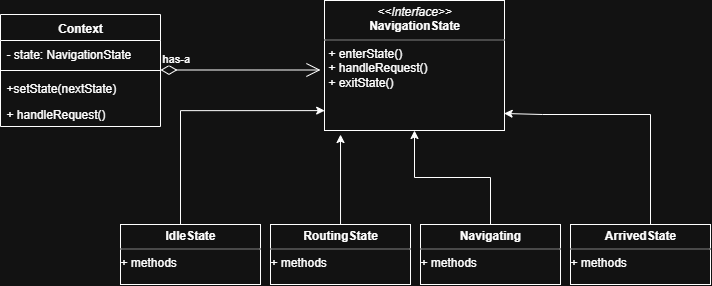 Context
- state: NavigationState
+setState(nextState)
+ handleRequest()
has-a
<<Interface>>
NavigationState
+ enterState()
+ handleRequest()
+ exitState()
IdleState
+ methods
RoutingState
+ methods
Navigating
+ methods
ArrivedState
+ methods